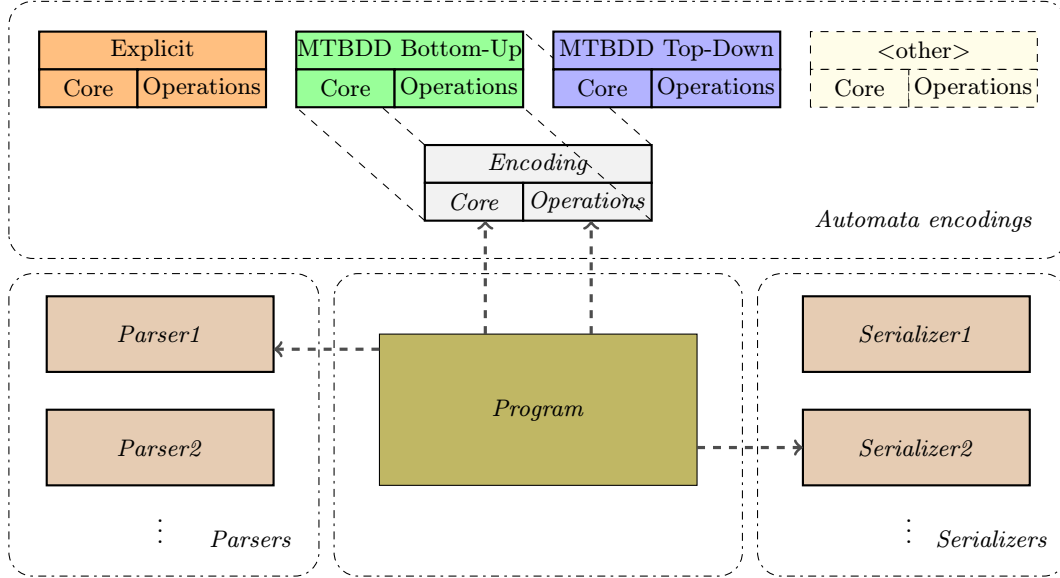 Explicit
Core Operations
MTBDD Bottom-Up
Core Operations
MTBDD Top-Down
Core Operations
<other>
Core Operations
Encoding
Core Operations
Automata encodings
Parser1
Parser2
⋮
Parsers
Program
Serializer1
Serializer2
⋮
Serializers